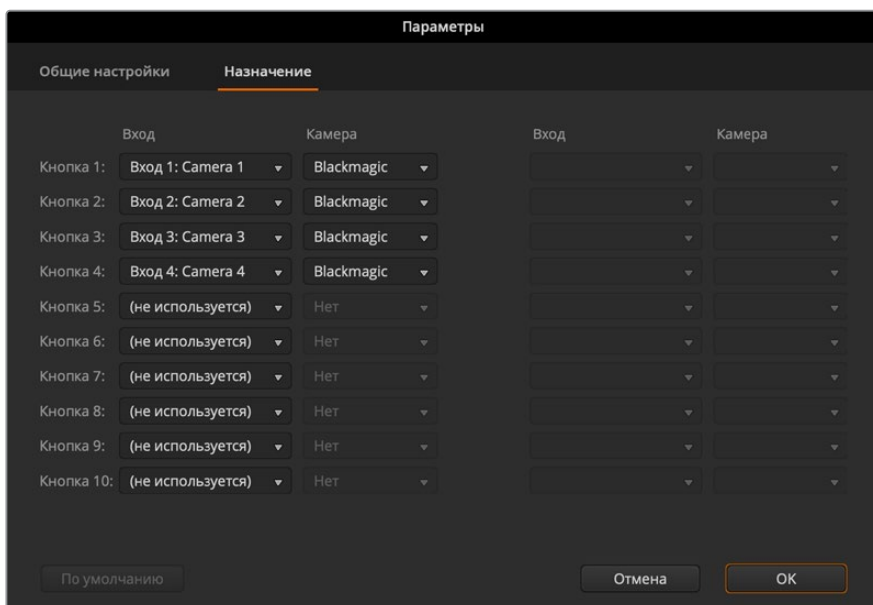 Параметры
Общие настройки Назначение
Вход Камера Вход Камера
Кнопка 1: Вход 1: Camera 1 Blackmagic
Кнопка 2: Вход 2: Camera 2 Blackmagic
Кнопка 3: Вход 3: Camera 3 Blackmagic
Кнопка 4: Вход 4: Camera 4 Blackmagic
Кнопка 5: (не используется) Нет
Кнопка 6: (не используется) Нет
Кнопка 7: (не используется) Нет
Кнопка 8: (не используется) Нет
Кнопка 9: (не используется) Нет
Кнопка 10: (не используется) Нет
По умолчанию Отмена OK